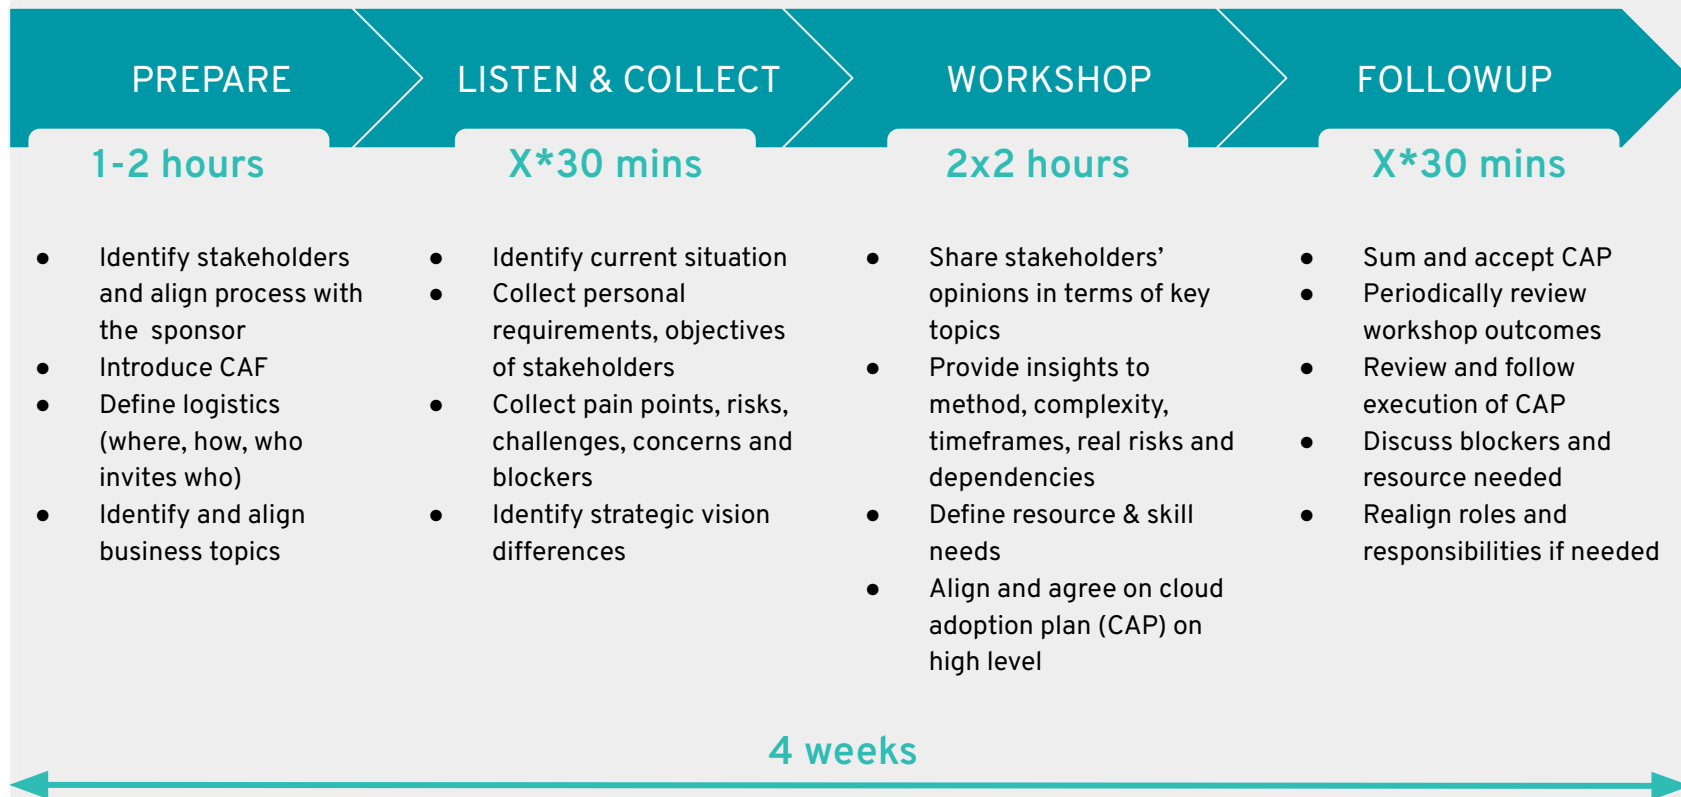 PREPARE
1-2 hours
● Identify stakeholders
and align process with
the sponsor
● Introduce CAF
● Define logistics
(where, how, who
invites who)
● Identify and align
business topics
LISTEN & COLLECT
X*30 mins
● Identify current situation
● Collect personal
requirements, objectives
of stakeholders
● Collect pain points, risks,
challenges, concerns and
blockers
● Identify strategic vision
differences
WORKSHOP
2x2 hours
● Share stakeholders’
opinions in terms of key
topics
● Provide insights to
method, complexity,
timeframes, real risks and
dependencies
● Define resource & skill
needs
● Align and agree on cloud
adoption plan (CAP) on
high level
FOLLOWUP
X*30 mins
● Sum and accept CAP
● Periodically review
workshop outcomes
● Review and follow
execution of CAP
● Discuss blockers and
resource needed
● Realign roles and
responsibilities if needed
4 weeks